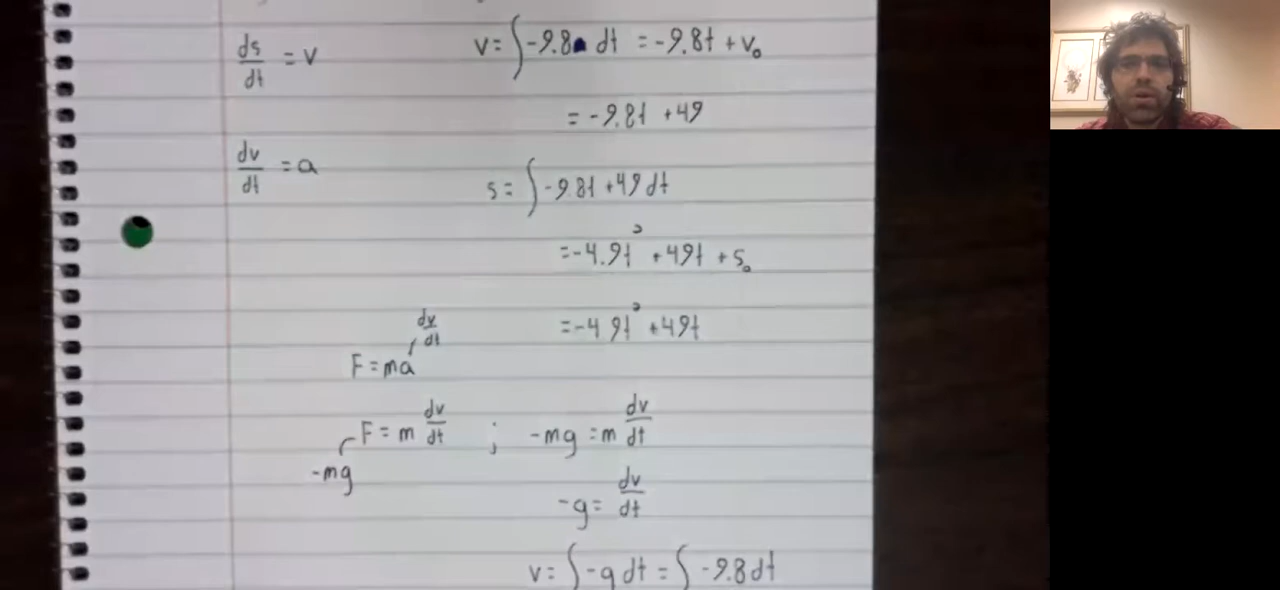 ds/dt = v
v = ∫ -9.8 dt = -9.8t + v₀
= -9.8t + 49
dv/dt = a
s = ∫ -9.8t + 49 dt
= -4.9t² + 49t + s₀
= -4.9t² + 49t
dv/dt
F = ma
F = m dv/dt ; -mg = m dv/dt
-mg
-g = dv/dt
v = ∫ -g dt = ∫ -9.8 dt